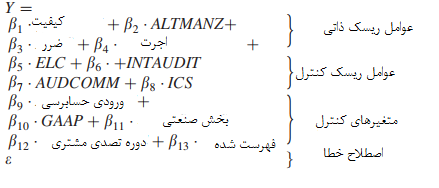 Y =
β1 · کیفیت + β2 · ALTMANZ+
عوامل ریسک ذاتی
β3 · ضرر + β4 · اجرت +
β5 · ELC + β6 · +INTAUDIT
عوامل ریسک کنترل
β7 · AUDCOMM + β8 · ICS
β9 · ورودی حسابرسی +
β10 · GAAP + β11 · بخش صنعتی
متغیرهای کنترل
β12 · دوره تصدی مشتری + β13 · فهرست شده
ε
اصطلاح خطا